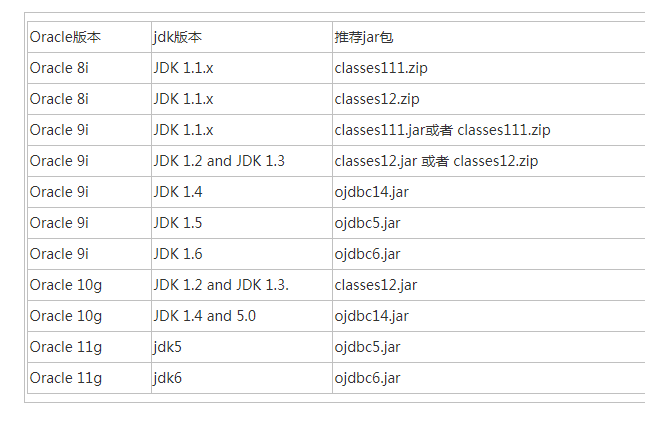 Oracle版本 jdk版本 推荐jar包
Oracle 8i JDK 1.1.x classes111.zip
Oracle 8i JDK 1.1.x classes12.zip
Oracle 9i JDK 1.1.x classes111.jar或者 classes111.zip
Oracle 9i JDK 1.2 and JDK 1.3 classes12.jar 或者 classes12.zip
Oracle 9i JDK 1.4 ojdbc14.jar
Oracle 9i JDK 1.5 ojdbc5.jar
Oracle 9i JDK 1.6 ojdbc6.jar
Oracle 10g JDK 1.2 and JDK 1.3. classes12.jar
Oracle 10g JDK 1.4 and 5.0 ojdbc14.jar
Oracle 11g jdk5 ojdbc5.jar
Oracle 11g jdk6 ojdbc6.jar